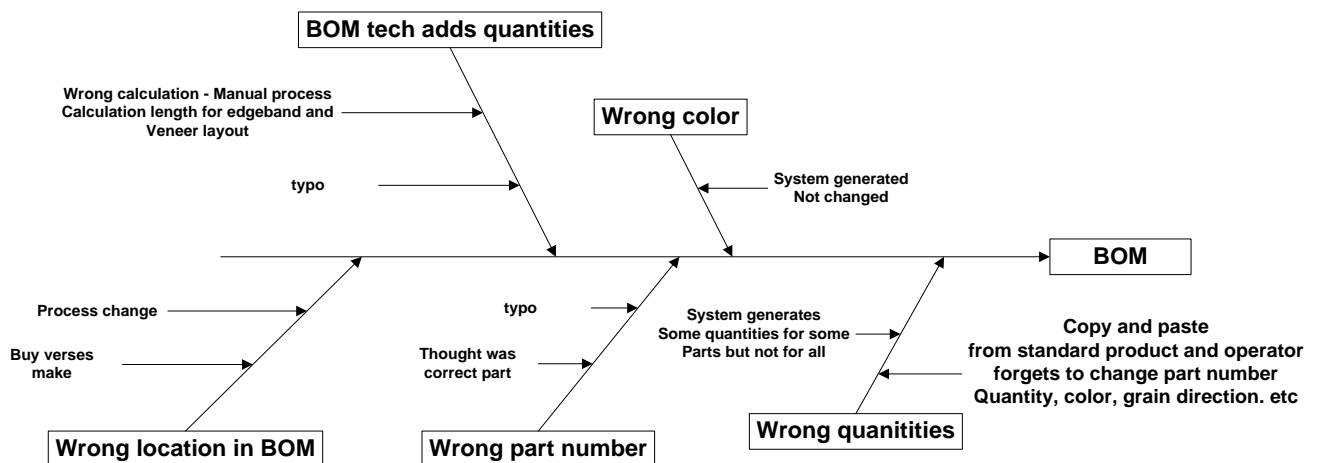 BOM tech adds quantities
Wrong calculation - Manual process
Calculation length for edgeband and
Veneer layout
typo
Wrong color
System generated
Not changed
BOM
Process change
Buy verses
make
Wrong location in BOM
typo
Thought was
correct part
Wrong part number
System generates
Some quantities for some
Parts but not for all
Copy and paste
from standard product and operator
forgets to change part number
Quantity, color, grain direction. etc
Wrong quanitities